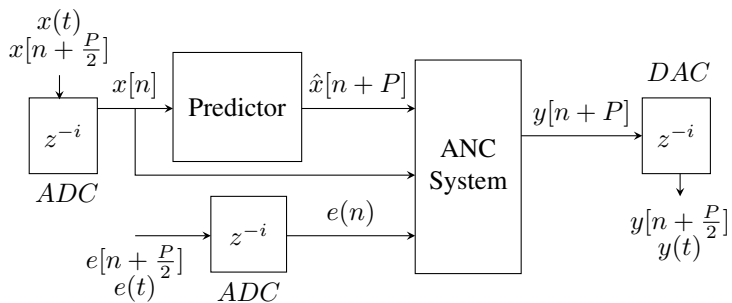 x(t)
x[n + P/2]
x[n]
Predictor
x̂[n + P]
z^{-i}
ADC
ANC
System
y[n + P]
DAC
z^{-i}
y[n + P/2]
y(t)
e[n + P/2]
e(t)
z^{-i}
ADC
e(n)